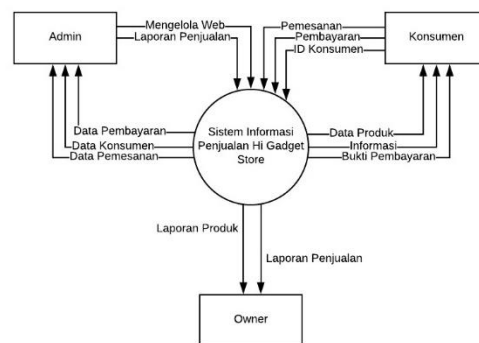 Admin
Mengelola Web
Laporan Penjualan
Pemesanan
Pembayaran
ID Konsumen
Konsumen
Data Pembayaran
Data Konsumen
Data Pemesanan
Sistem Informasi
Penjualan Hi Gadget
Store
Data Produk
Informasi
Bukti Pembayaran
Laporan Produk
Laporan Penjualan
Owner